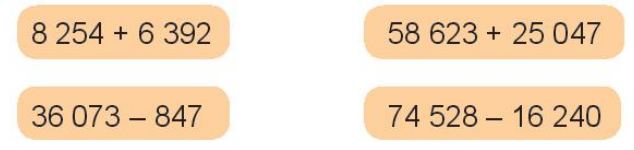 8 254 + 6 392
58 623 + 25 047
36 073 – 847
74 528 – 16 240